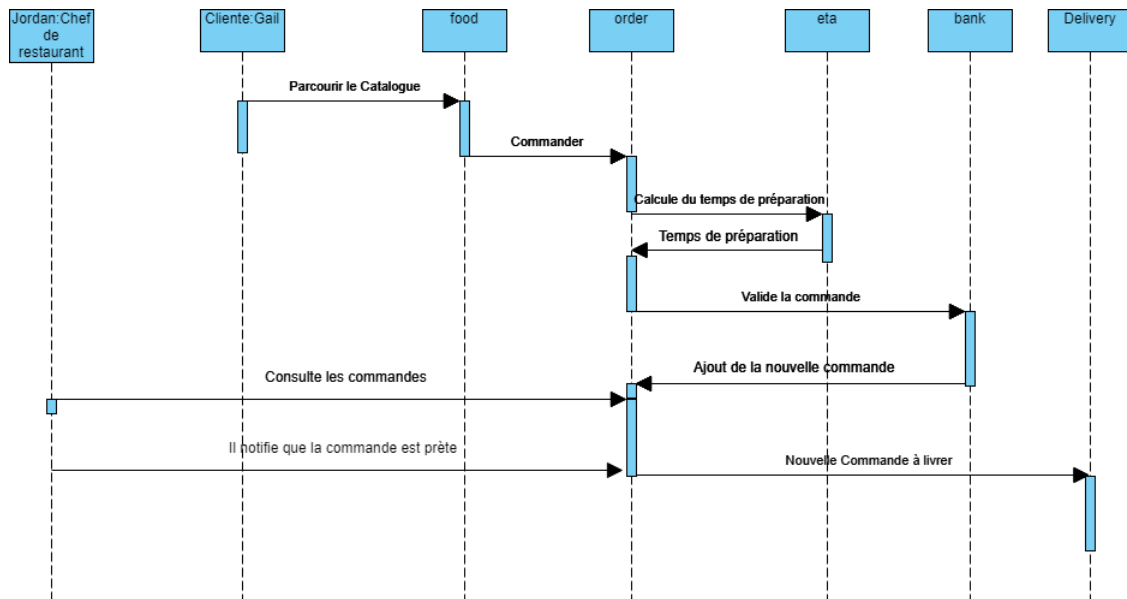 Jordan:Chef
de
restaurant
Cliente:Gail
food
order
eta
bank
Delivery
Parcourir le Catalogue
Commander
Calcule du temps de préparation
Temps de préparation
Valide la commande
Ajout de la nouvelle commande
Consulte les commandes
Il notifie que la commande est prète
Nouvelle Commande à livrer